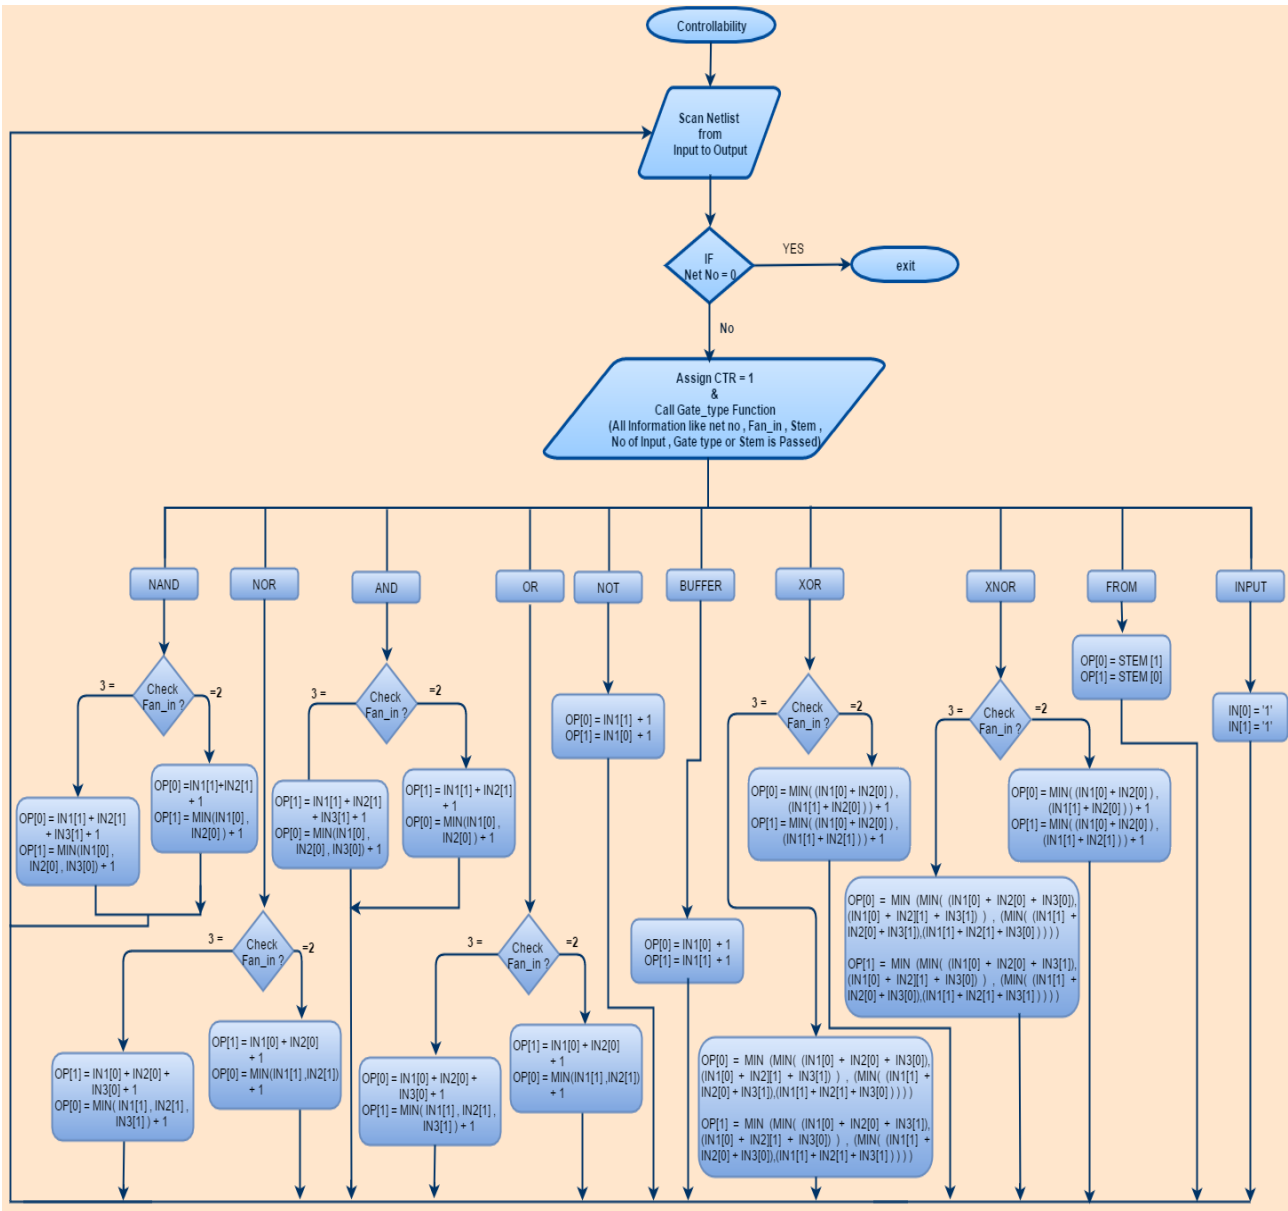 Controllability
Scan Netlist
from
Input to Output
IF
Net No = 0
YES
exit
No
Assign CTR = 1
&
Call Gate_type Function
(All Information like net no , Fan_in , Stem ,
No of Input , Gate type or Stem is Passed)
NAND
NOR
AND
OR
NOT
BUFFER
XOR
XNOR
FROM
INPUT
3 =
Check
Fan_in ?
=2
OP[0] = IN1[1] + IN2[1]
+ IN3[1] + 1
OP[1] = MIN(IN1[0] ,
IN2[0] , IN3[0]) + 1
OP[0] =IN1[1]+IN2[1]
+ 1
OP[1] = MIN(IN1[0] ,
IN2[0] ) + 1
3 =
Check
Fan_in ?
=2
OP[1] = IN1[0] + IN2[0] +
IN3[0] + 1
OP[0] = MIN( IN1[1] , IN2[1] ,
IN3[1] ) + 1
OP[1] = IN1[0] + IN2[0]
+ 1
OP[0] = MIN(IN1[1] ,IN2[1])
+ 1
3 =
Check
Fan_in ?
=2
OP[1] = IN1[1] + IN2[1]
+ IN3[1] + 1
OP[0] = MIN(IN1[0] ,
IN2[0] , IN3[0]) + 1
OP[1] = IN1[1] + IN2[1]
+ 1
OP[0] = MIN(IN1[0] ,
IN2[0] ) + 1
3 =
Check
Fan_in ?
=2
OP[0] = IN1[0] + IN2[0] +
IN3[0] + 1
OP[1] = MIN( IN1[1] , IN2[1] ,
IN3[1] ) + 1
OP[1] = IN1[0] + IN2[0]
+ 1
OP[0] = MIN(IN1[1] ,IN2[1])
+ 1
OP[0] = IN1[1] + 1
OP[1] = IN1[0] + 1
OP[0] = IN1[0] + 1
OP[1] = IN1[1] + 1
3 =
Check
Fan_in ?
=2
OP[0] = MIN( (IN1[0] + IN2[0] ) ,
(IN1[1] + IN2[0] ) ) + 1
OP[1] = MIN( (IN1[0] + IN2[0] ) ,
(IN1[1] + IN2[1] ) ) + 1
OP[0] = MIN (MIN( (IN1[0] + IN2[0] + IN3[0]),
(IN1[0] + IN2][1] + IN3[1]) ) , (MIN( (IN1[1] +
IN2[0] + IN3[1]),(IN1[1] + IN2[1] + IN3[0] ) ) ) )
OP[1] = MIN (MIN( (IN1[0] + IN2[0] + IN3[1]),
(IN1[0] + IN2][1] + IN3[0]) ) , (MIN( (IN1[1] +
IN2[0] + IN3[0]),(IN1[1] + IN2[1] + IN3[1] ) ) ) )
3 =
Check
Fan_in ?
=2
OP[0] = MIN( (IN1[0] + IN2[0] ) ,
(IN1[1] + IN2[0] ) ) + 1
OP[1] = MIN( (IN1[0] + IN2[0] ) ,
(IN1[1] + IN2[1] ) ) + 1
OP[0] = MIN (MIN( (IN1[0] + IN2[0] + IN3[0]),
(IN1[0] + IN2][1] + IN3[1]) ) , (MIN( (IN1[1] +
IN2[0] + IN3[1]),(IN1[1] + IN2[1] + IN3[0] ) ) ) )
OP[1] = MIN (MIN( (IN1[0] + IN2[0] + IN3[1]),
(IN1[0] + IN2][1] + IN3[0]) ) , (MIN( (IN1[1] +
IN2[0] + IN3[0]),(IN1[1] + IN2[1] + IN3[1] ) ) ) )
OP[0] = STEM [1]
OP[1] = STEM [0]
IN[0] = '1'
IN[1] = '1'